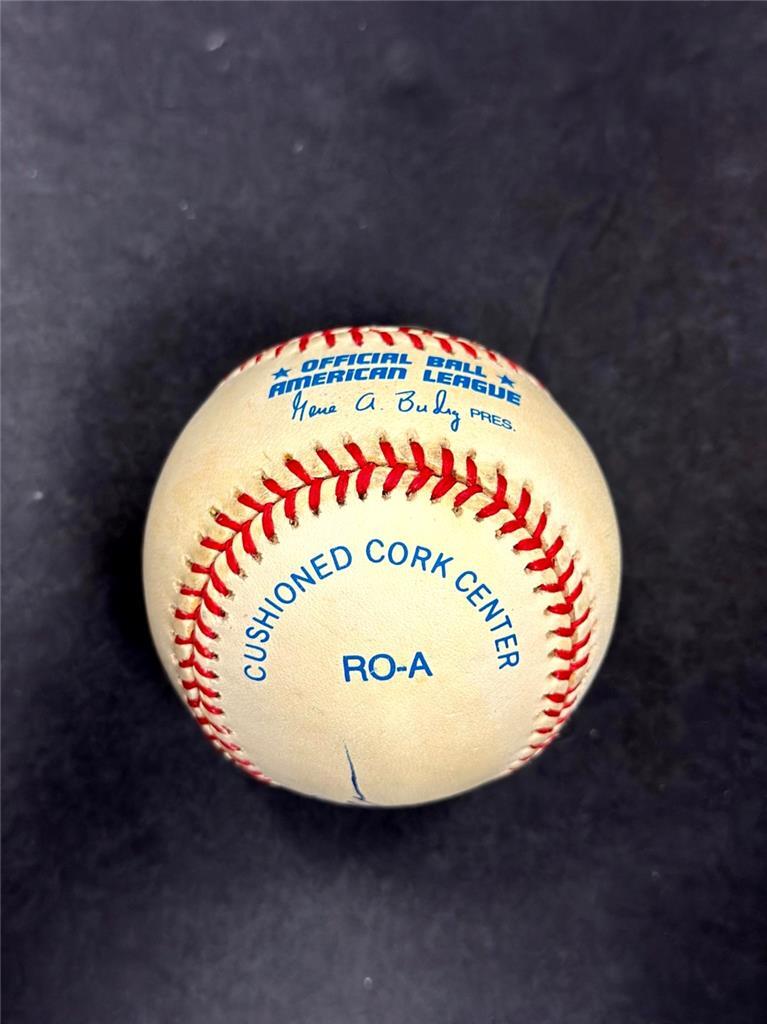 ★ OFFICIAL BALL ★
AMERICAN LEAGUE
Gene A. Budig PRES.
CUSHIONED CORK CENTER
RO-A